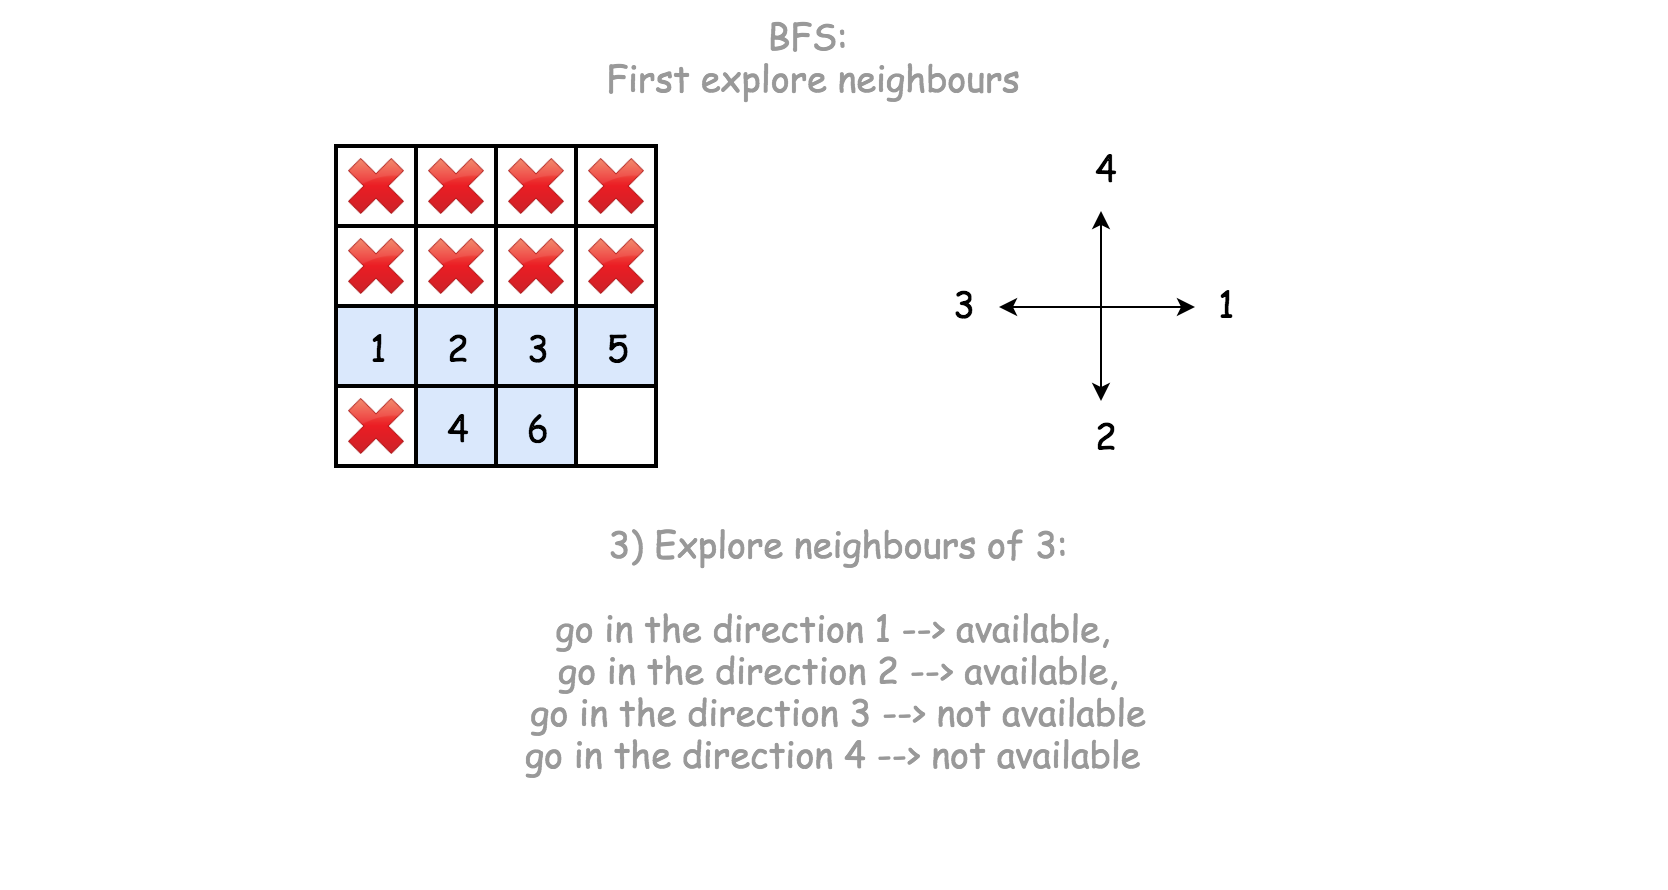 BFS:
First explore neighbours
4
3
1
2
1 2 3 5
4 6
3) Explore neighbours of 3:
go in the direction 1 --> available,
go in the direction 2 --> available,
go in the direction 3 --> not available
go in the direction 4 --> not available